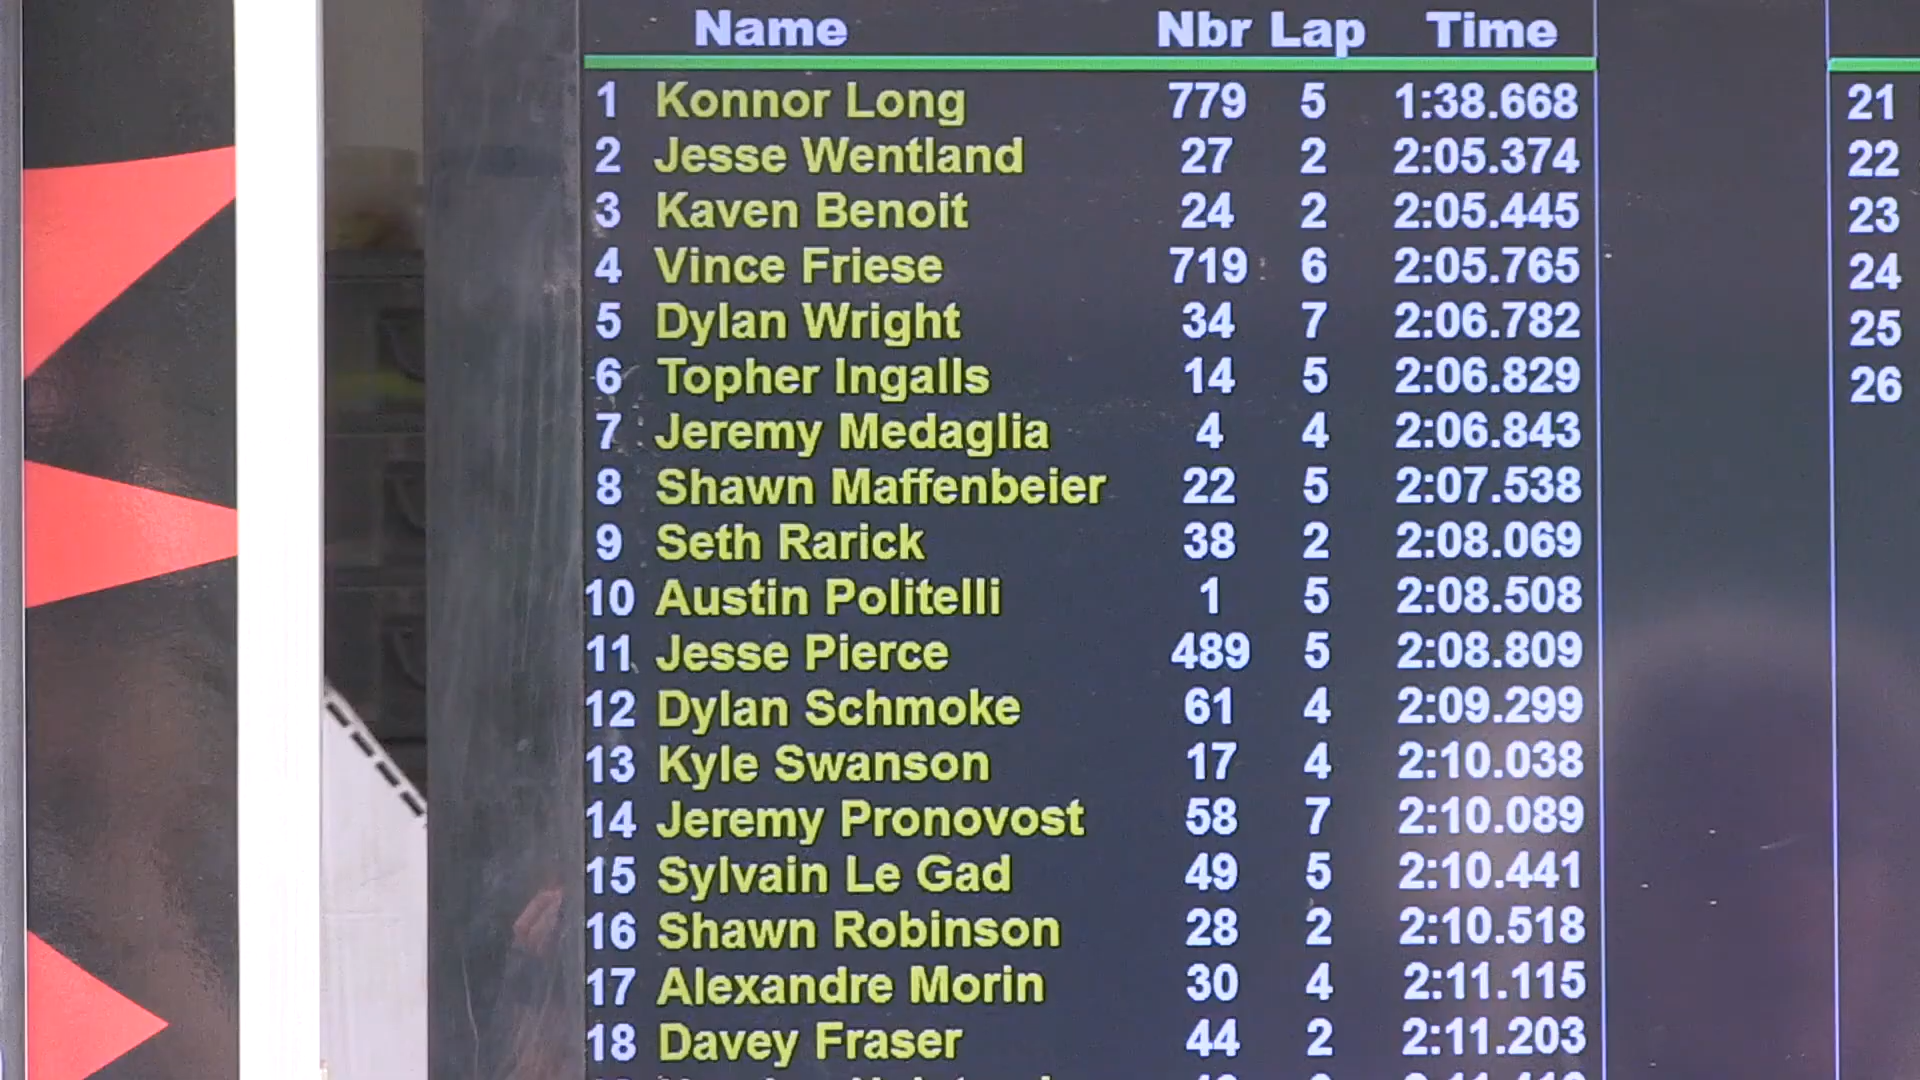 Name Nbr Lap Time
1 Konnor Long 779 5 1:38.668 21
2 Jesse Wentland 27 2 2:05.374 22
3 Kaven Benoit 24 2 2:05.445 23
4 Vince Friese 719 6 2:05.765 24
5 Dylan Wright 34 7 2:06.782 25
6 Topher Ingalls 14 5 2:06.829 26
7 Jeremy Medaglia 4 4 2:06.843
8 Shawn Maffenbeier 22 5 2:07.538
9 Seth Rarick 38 2 2:08.069
10 Austin Politelli 1 5 2:08.508
11 Jesse Pierce 489 5 2:08.809
12 Dylan Schmoke 61 4 2:09.299
13 Kyle Swanson 17 4 2:10.038
14 Jeremy Pronovost 58 7 2:10.089
15 Sylvain Le Gad 49 5 2:10.441
16 Shawn Robinson 28 2 2:10.518
17 Alexandre Morin 30 4 2:11.115
18 Davey Fraser 44 2 2:11.203